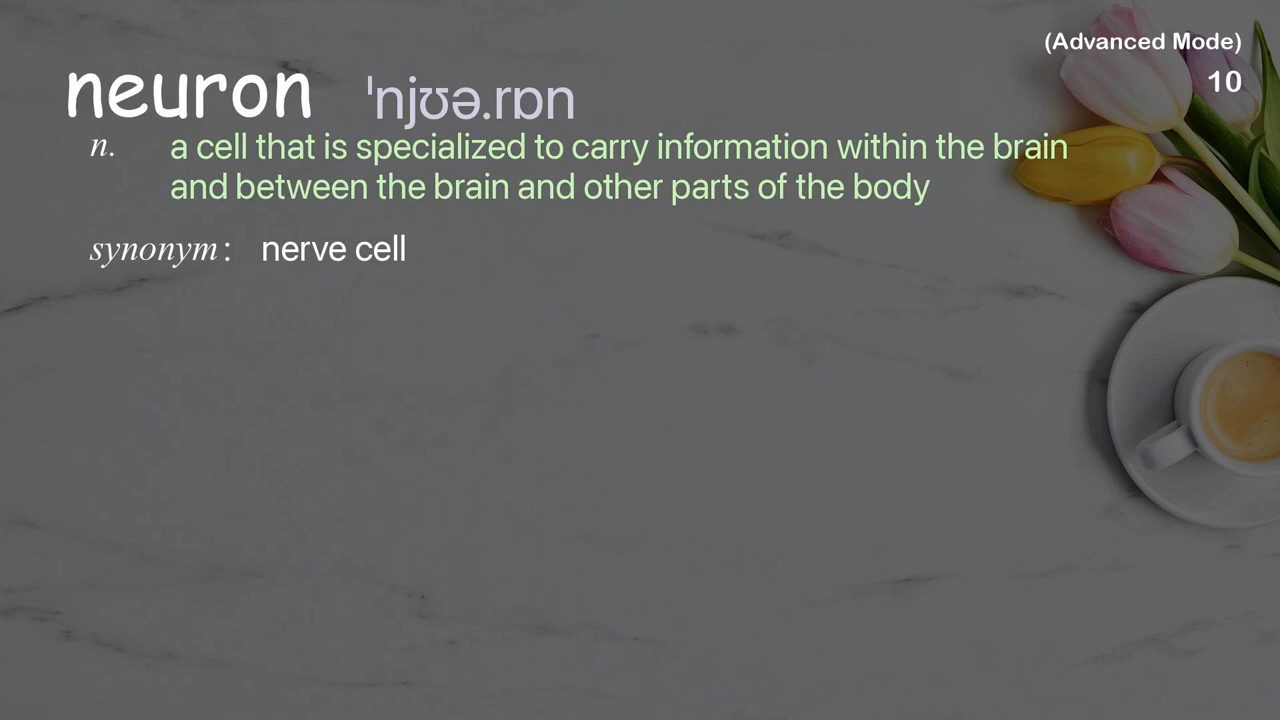 (Advanced Mode)
10
neuron ˈnjʊə.rɒn
n. a cell that is specialized to carry information within the brain
and between the brain and other parts of the body
synonym: nerve cell